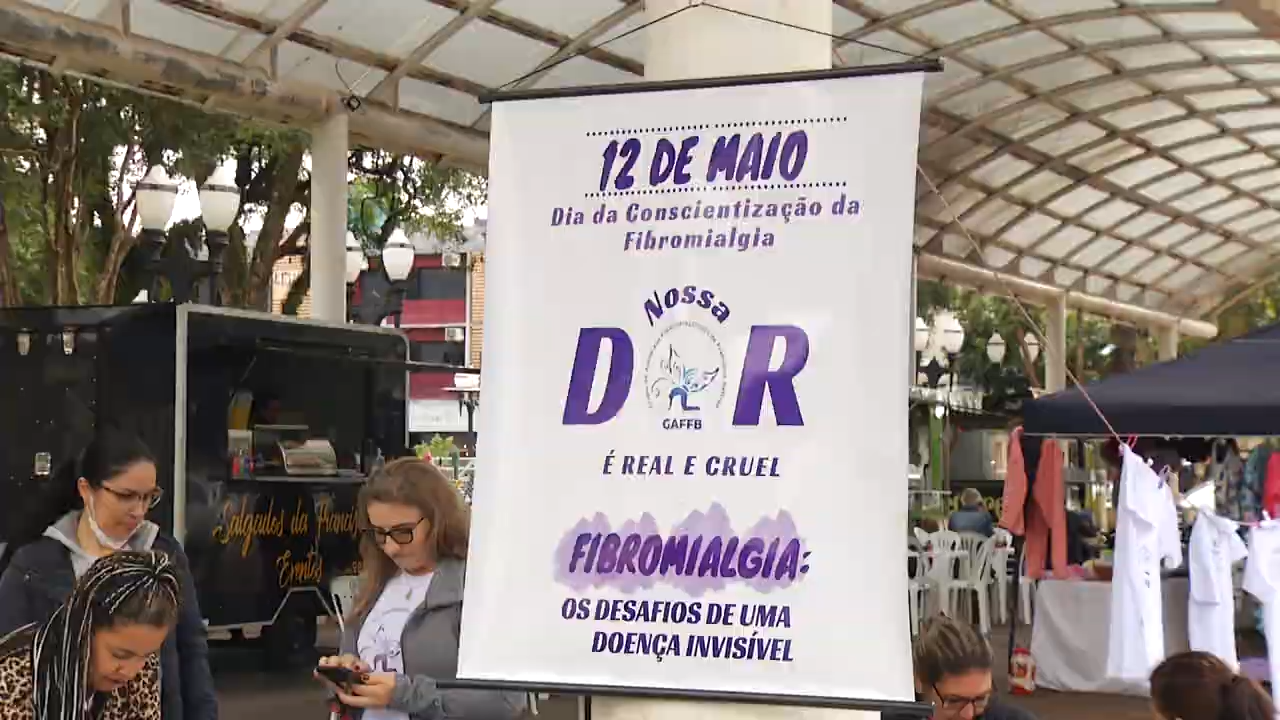 12 DE MAIO
Dia da Conscientização da
Fibromialgia
Nossa
DOR
GAFFB
É REAL E CRUEL
FIBROMIALGIA:
OS DESAFIOS DE UMA
DOENÇA INVISÍVEL
Salgados da
Eventos